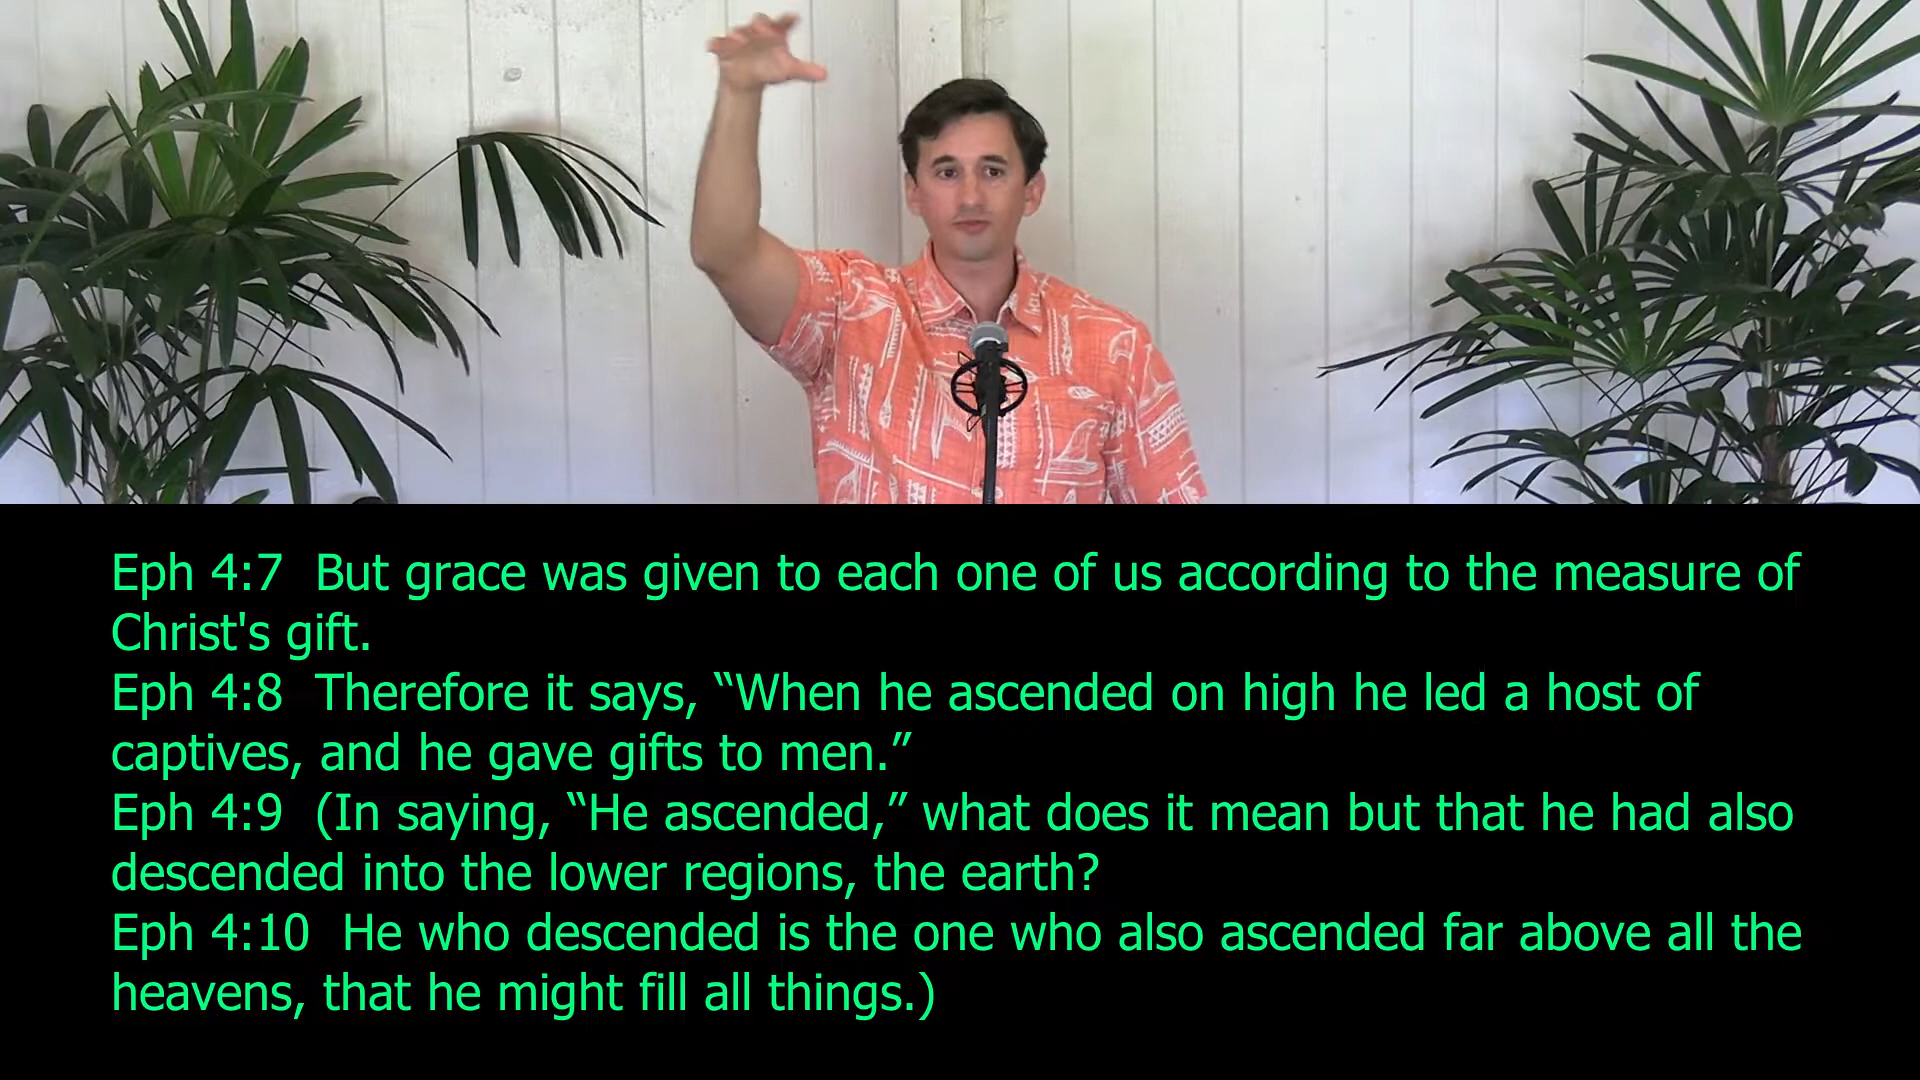 Eph 4:7  But grace was given to each one of us according to the measure of
Christ's gift.
Eph 4:8  Therefore it says, “When he ascended on high he led a host of
captives, and he gave gifts to men.”
Eph 4:9  (In saying, “He ascended,” what does it mean but that he had also
descended into the lower regions, the earth?
Eph 4:10  He who descended is the one who also ascended far above all the
heavens, that he might fill all things.)